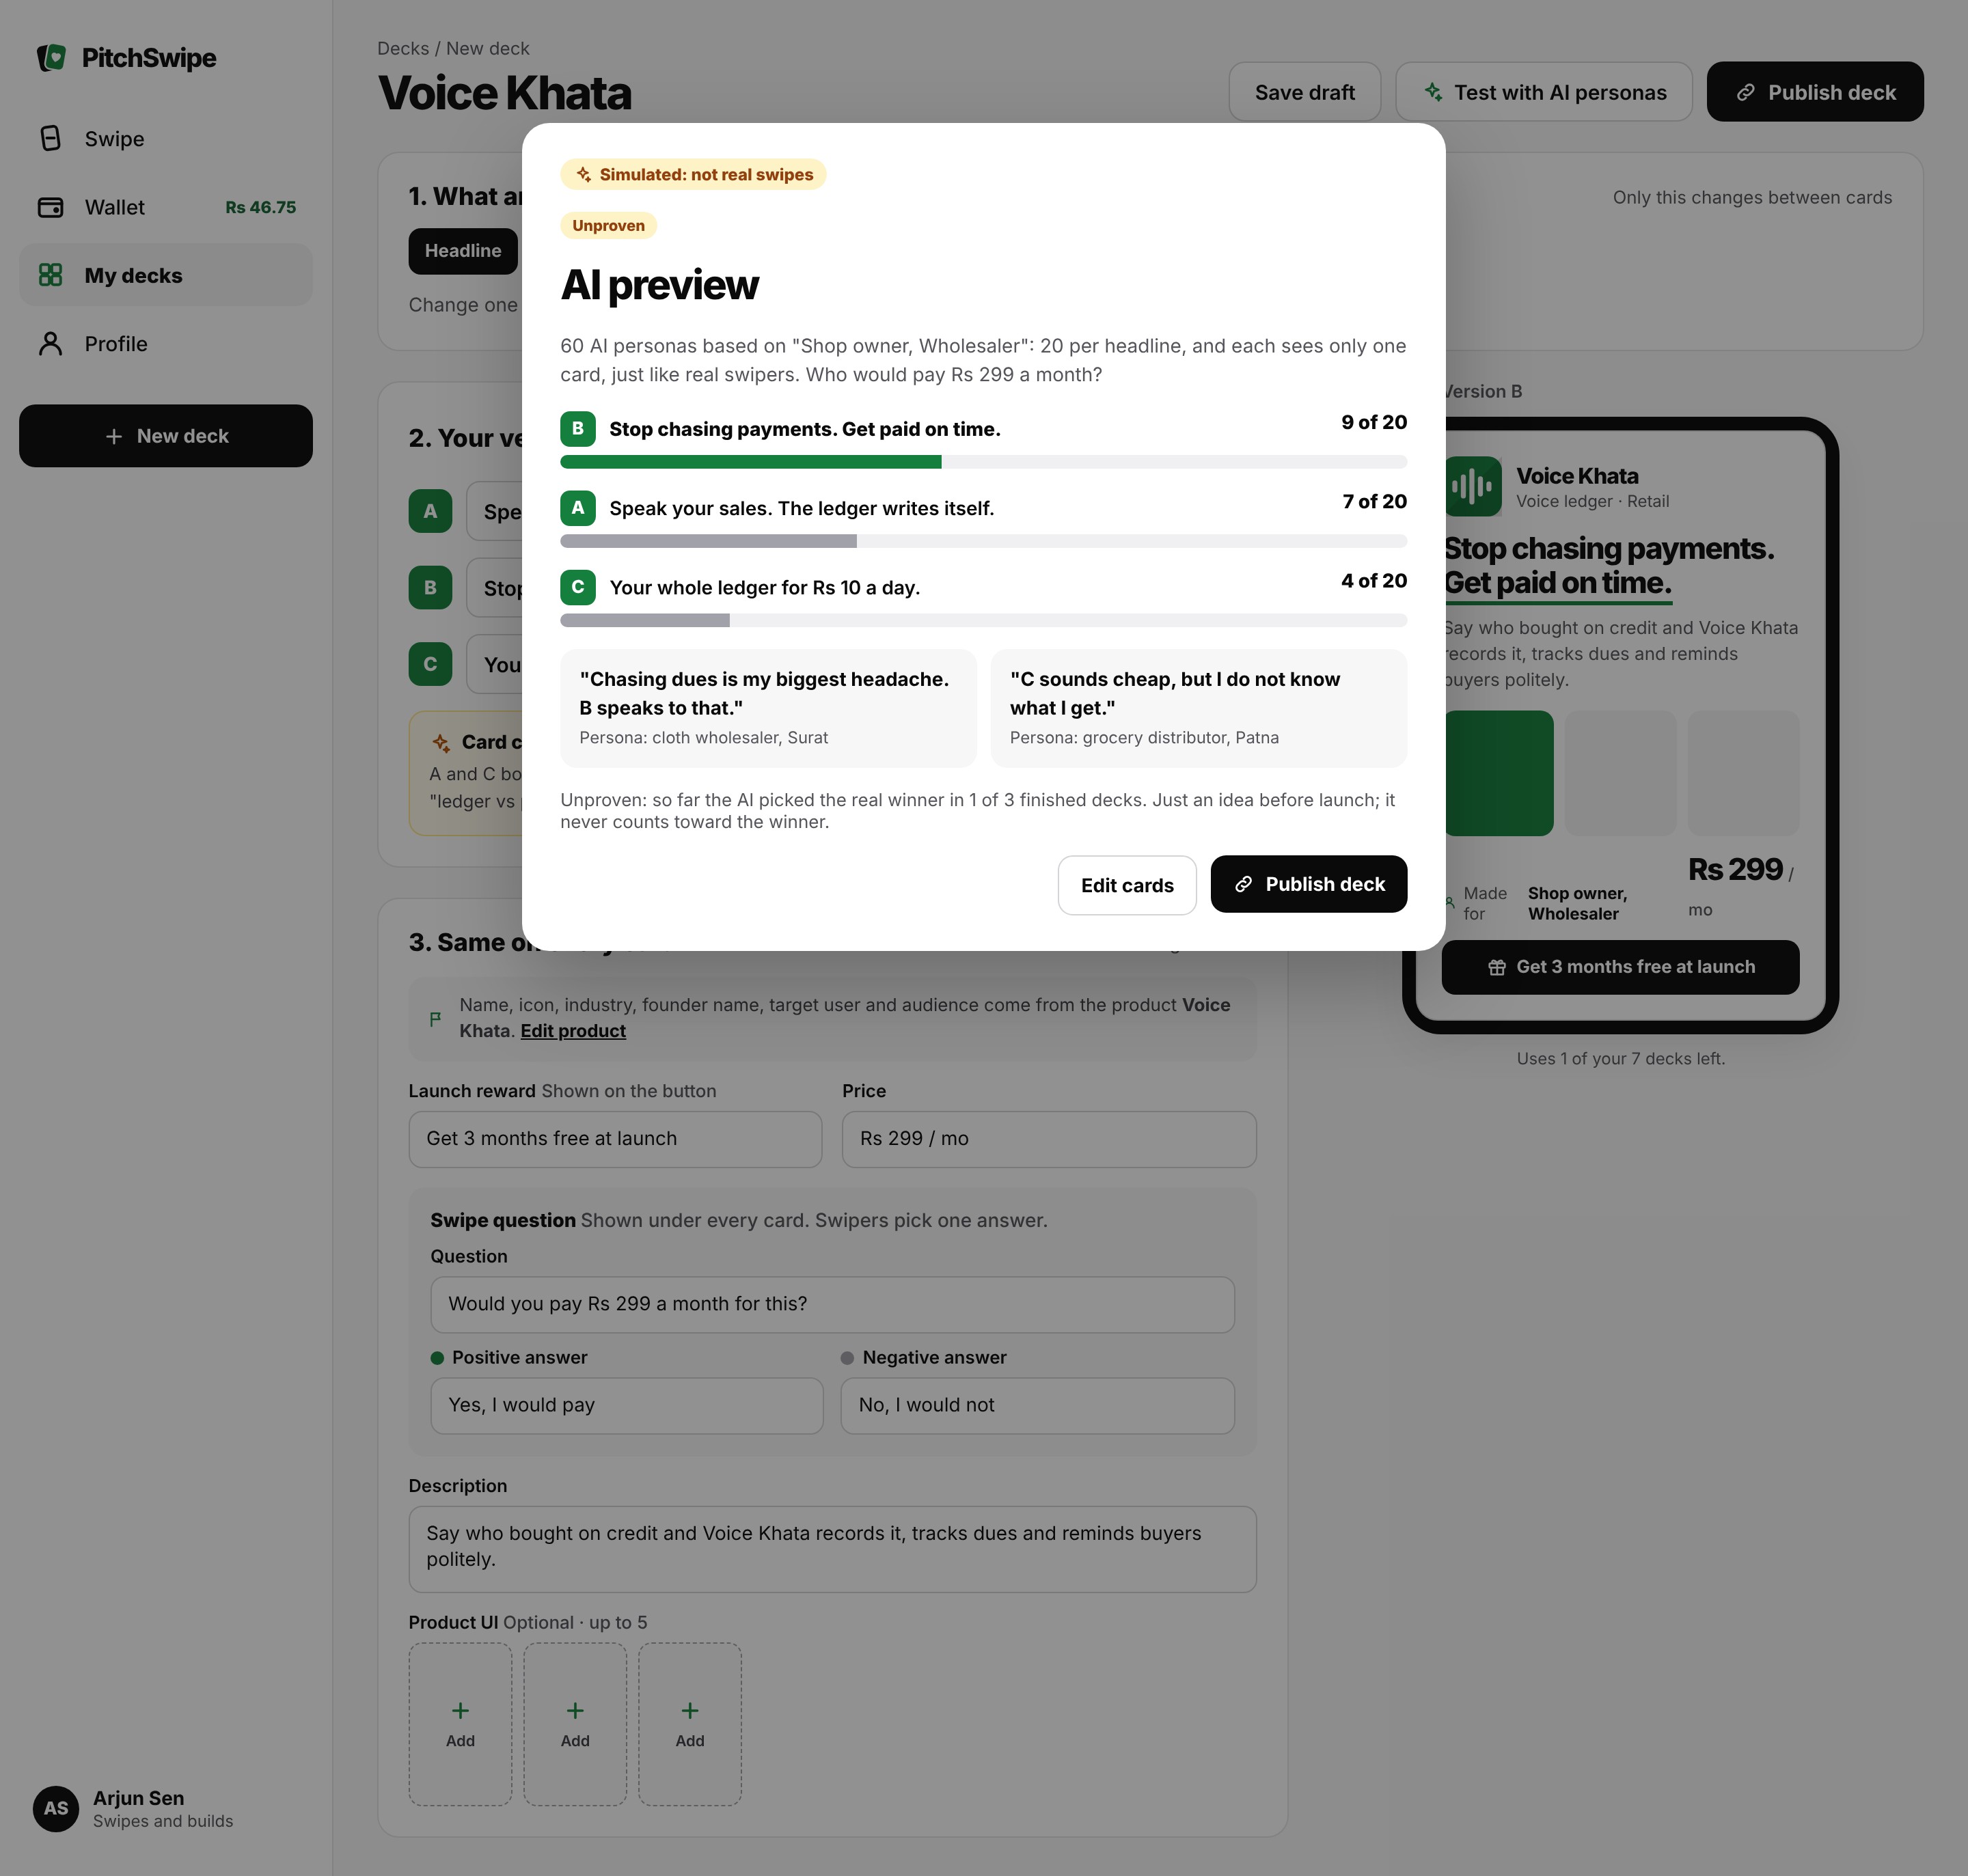 PitchSwipe
Swipe
Wallet
Rs 46.75
My decks
Profile
New deck
AS
Arjun Sen
Swipes and builds
Decks / New deck
Voice Khata
Save draft
Test with AI personas
Publish deck
1. What
Only this changes between cards
Headline
Change one
2. Your
A
B
C
Card
A and C
"ledger vs
Simulated: not real swipes
Unproven
AI preview
60 AI personas based on "Shop owner, Wholesaler": 20 per headline, and each sees only one
card, just like real swipers. Who would pay Rs 299 a month?
B Stop chasing payments. Get paid on time. 9 of 20
A Speak your sales. The ledger writes itself. 7 of 20
C Your whole ledger for Rs 10 a day. 4 of 20
"Chasing dues is my biggest headache.
B speaks to that."
Persona: cloth wholesaler, Surat
"C sounds cheap, but I do not know
what I get."
Persona: grocery distributor, Patna
Unproven: so far the AI picked the real winner in 1 of 3 finished decks. Just an idea before launch; it
never counts toward the winner.
Edit cards
Publish deck
Version B
Voice Khata
Voice ledger · Retail
Stop chasing payments.
Get paid on time.
Say who bought on credit and Voice Khata
records it, tracks dues and reminds
buyers politely.
Made
for
Shop owner,
Wholesaler
Rs 299 /
mo
Get 3 months free at launch
Uses 1 of your 7 decks left.
3. Same
Name, icon, industry, founder name, target user and audience come from the product Voice
Khata. Edit product
Launch reward Shown on the button
Get 3 months free at launch
Price
Rs 299 / mo
Swipe question Shown under every card. Swipers pick one answer.
Question
Would you pay Rs 299 a month for this?
Positive answer
Yes, I would pay
Negative answer
No, I would not
Description
Say who bought on credit and Voice Khata records it, tracks dues and reminds buyers
politely.
Product UI Optional · up to 5
Add
Add
Add